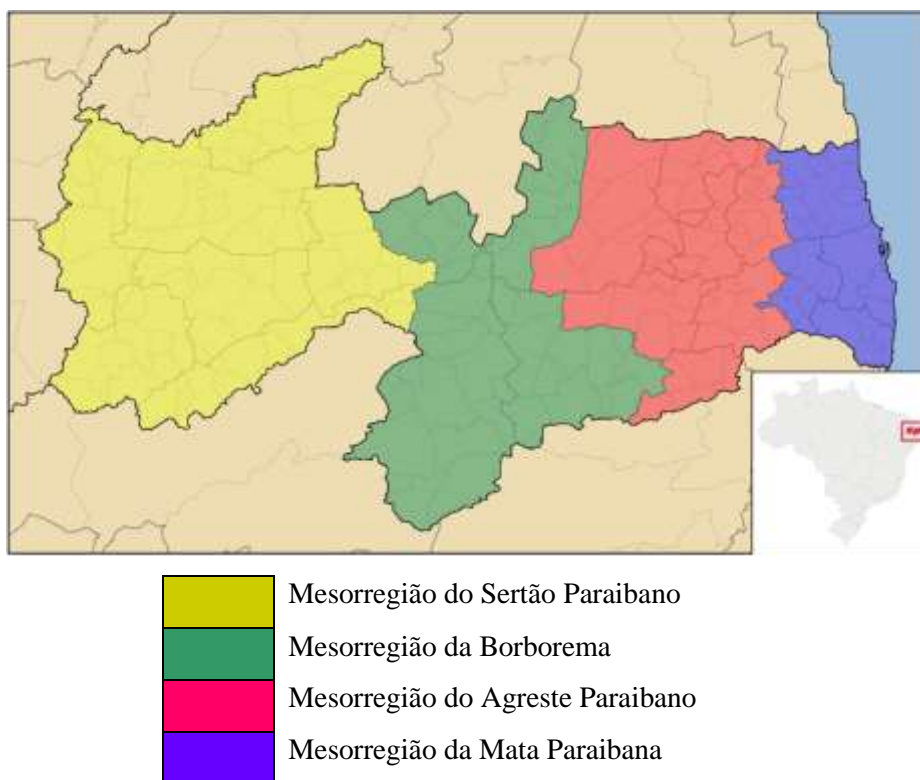 Mesorregião do Sertão Paraibano
Mesorregião da Borborema
Mesorregião do Agreste Paraibano
Mesorregião da Mata Paraibana